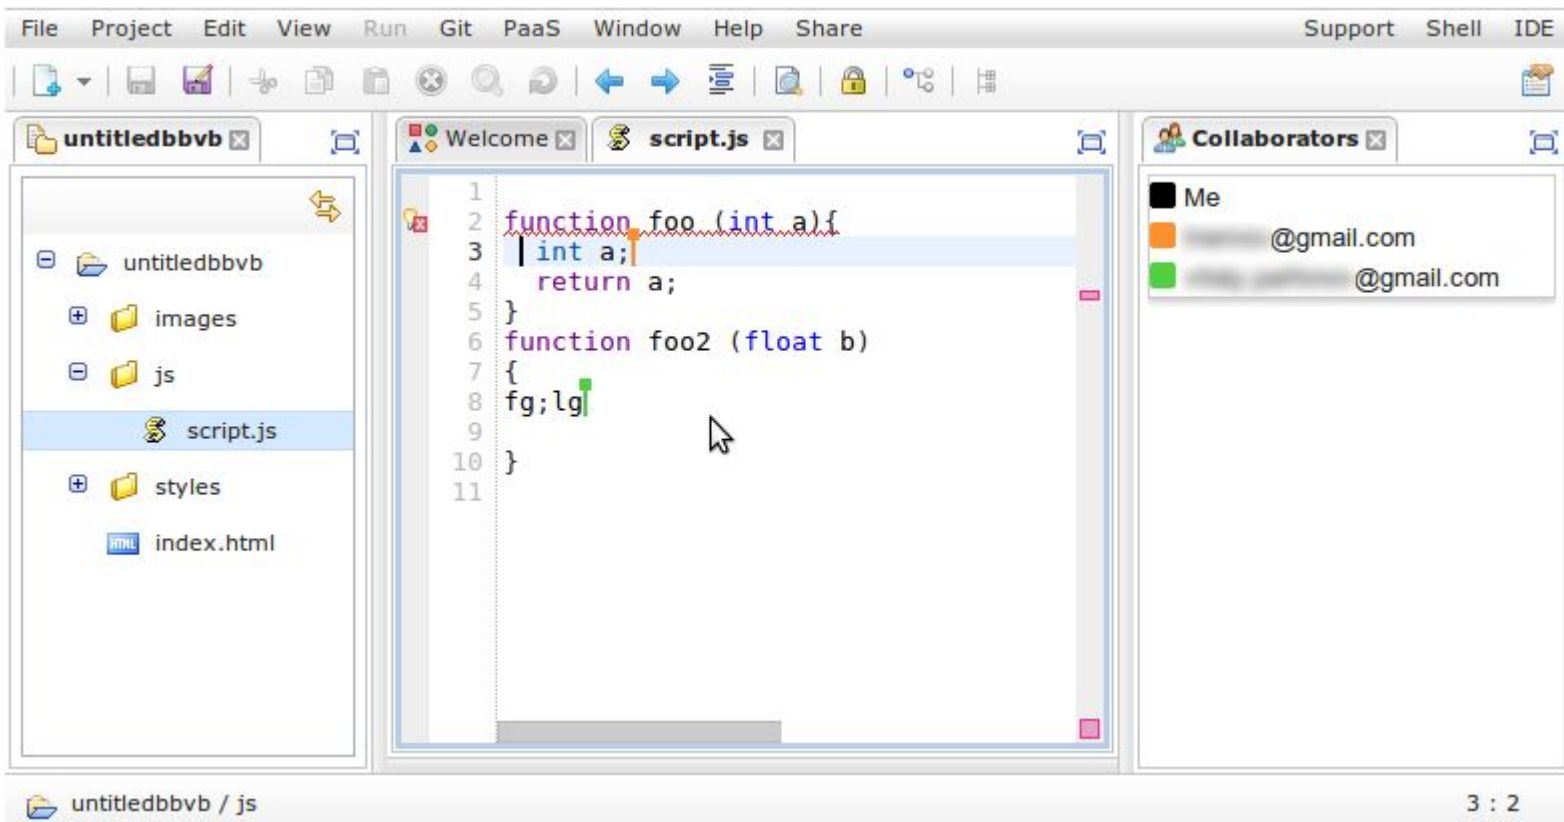 File Project Edit View Run Git PaaS Window Help Share Support Shell IDE
untitledbbvb
Welcome script.js
Collaborators
untitledbbvb
images
js
script.js
styles
HTML index.html
1
2 function foo (int a){
3 int a;
4 return a;
5 }
6 function foo2 (float b)
7 {
8 fg;lg
9
10 }
11
Me
@gmail.com
@gmail.com
untitledbbvb / js
3 : 2